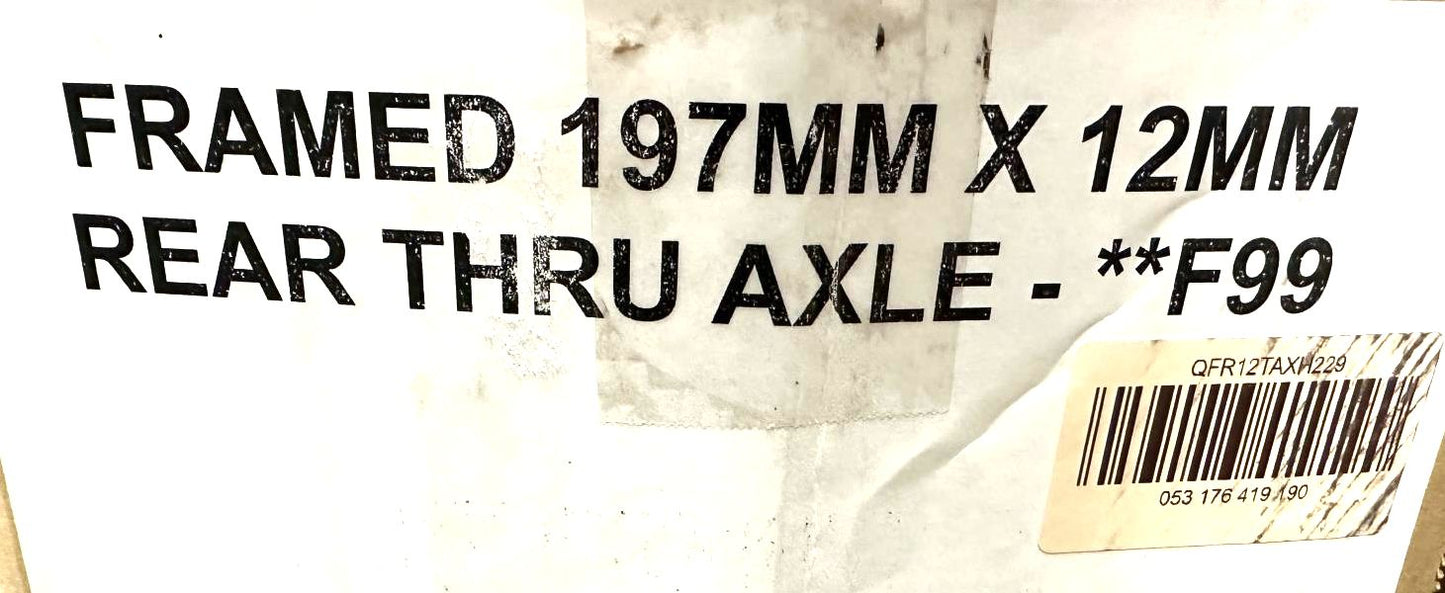 FRAMED 197MM X 12MM
REAR THRU AXLE - **F99
QFR12TAXH229
053 176 419 190